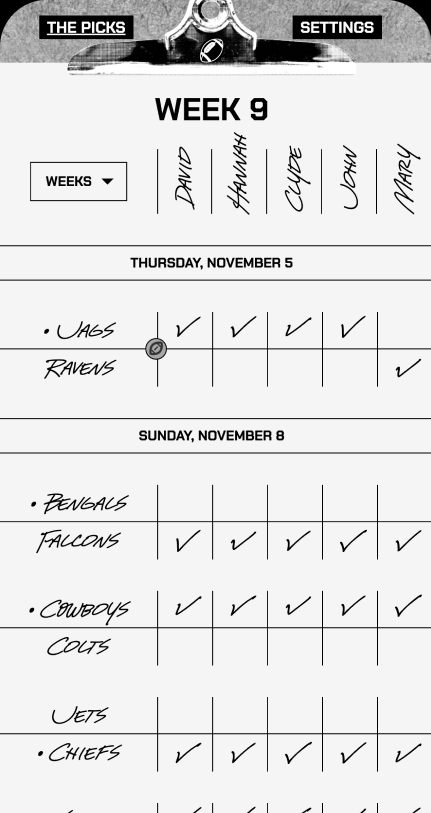 THE PICKS
SETTINGS
WEEK 9
WEEKS
DAVID
HANNAH
CLYDE
JOHN
MARY
THURSDAY, NOVEMBER 5
• JAGS
RAVENS
SUNDAY, NOVEMBER 8
• BENGALS
FALCONS
• COWBOYS
COLTS
JETS
• CHIEFS